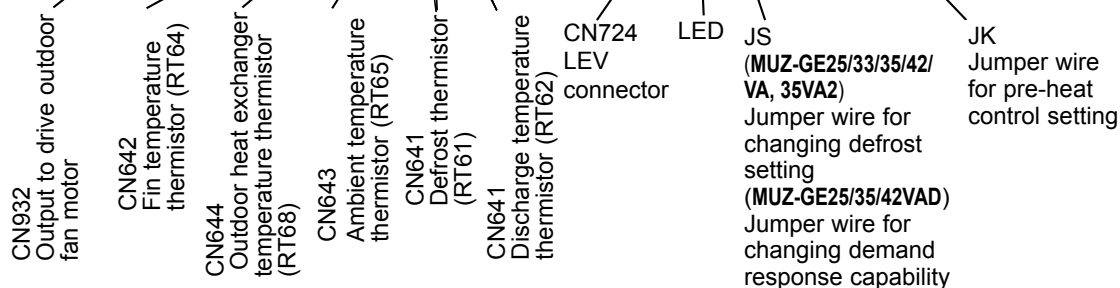 CN932
Output to drive outdoor
fan motor
CN642
Fin temperature
thermistor (RT64)
CN644
Outdoor heat exchanger
temperature thermistor
(RT68)
CN643
Ambient temperature
thermistor (RT65)
CN641
Defrost thermistor
(RT61)
CN641
Discharge temperature
thermistor (RT62)
CN724
LEV
connector
LED
JS
(MUZ-GE25/33/35/42/
VA, 35VA2)
Jumper wire for
changing defrost
setting
(MUZ-GE25/35/42VAD)
Jumper wire for
changing demand
response capability
JK
Jumper wire
for pre-heat
control setting